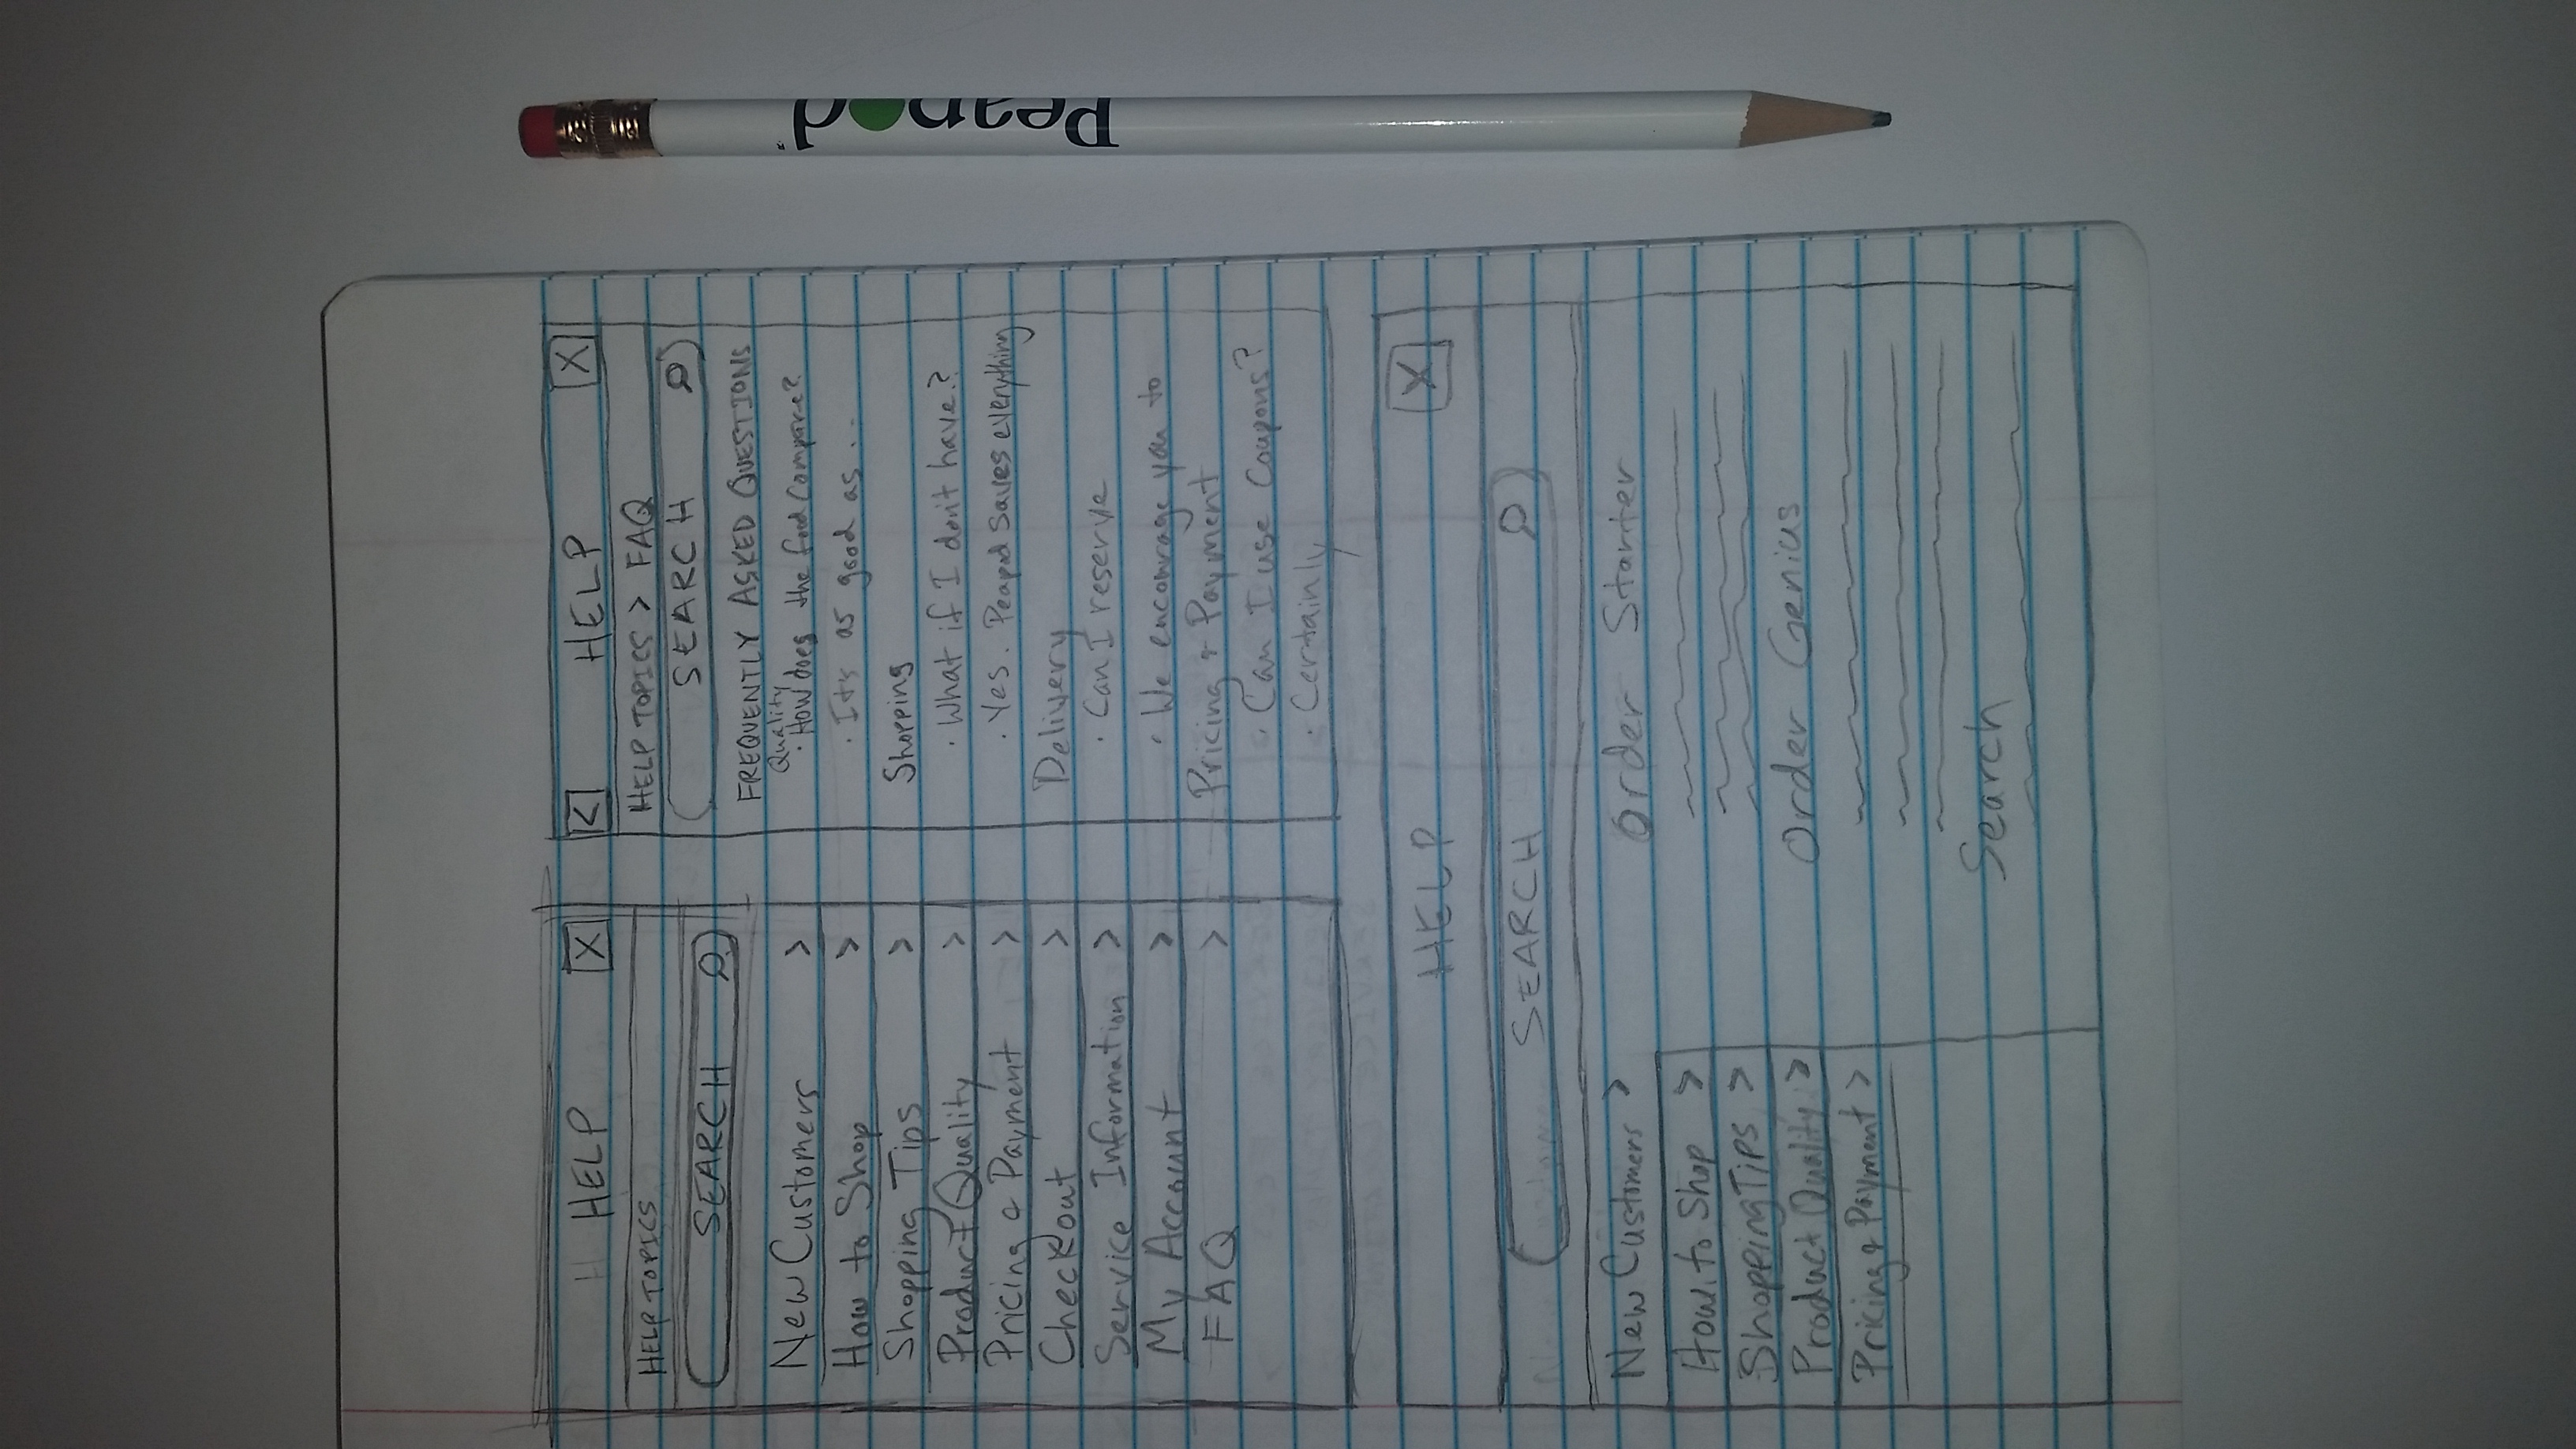 HELP X
HELP TOPICS
SEARCH
New Customers >
How to Shop >
Shopping Tips >
Product Quality >
Pricing & Payment >
Checkout >
Service Information >
My Account >
FAQ >
< HELP X
HELP TOPICS > FAQ
SEARCH
FREQUENTLY ASKED QUESTIONS
Quality
· How does the food compare?
· It's as good as...
Shopping
· What if I don't have?
· Yes. Peapod saves everything
Delivery
· Can I reserve
· We encourage you to
Pricing & Payment
· Can I use coupons?
· Certainly
HELP X
SEARCH
New Customers >
How to Shop >
Shopping Tips >
Product Quality >
Pricing & Payment >
Order Starter
Order Genius
Search
Peapod